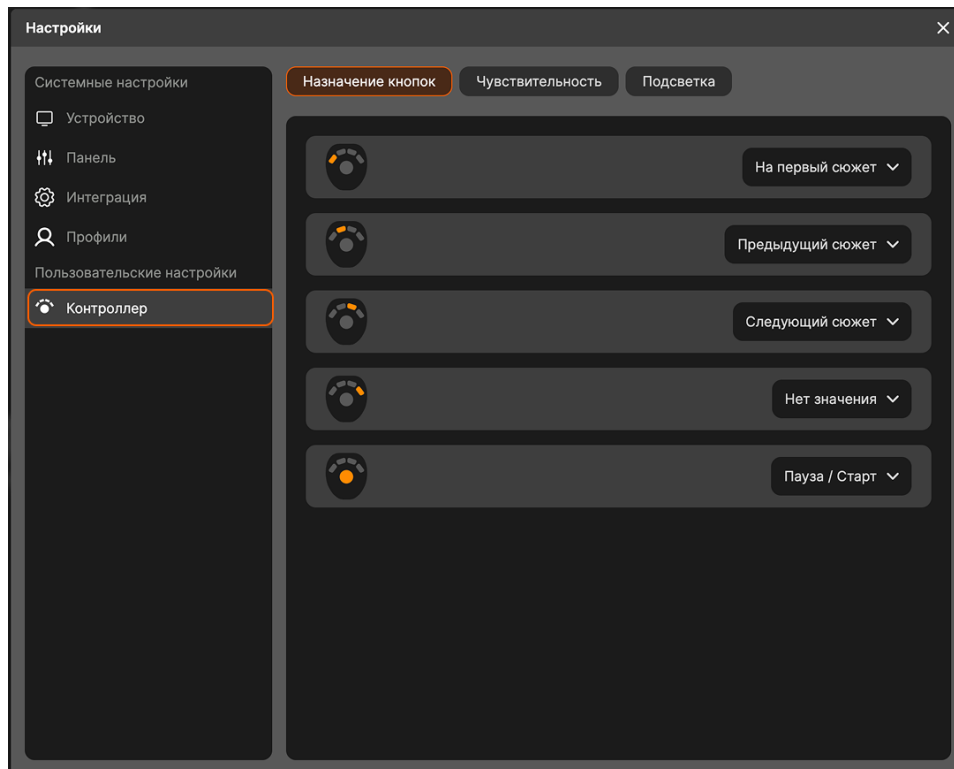 Настройки
Системные настройки
Устройство
Панель
Интеграция
Профили
Пользовательские настройки
Контроллер
Назначение кнопок
Чувствительность
Подсветка
На первый сюжет
Предыдущий сюжет
Следующий сюжет
Нет значения
Пауза / Старт